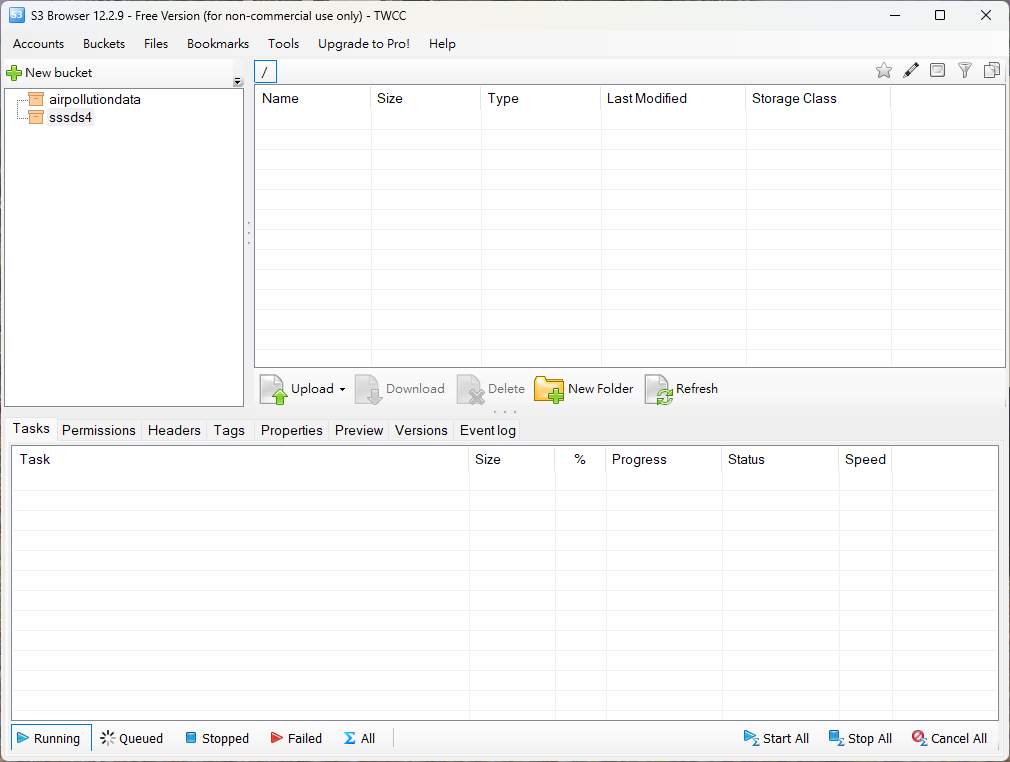 S3 Browser 12.2.9 - Free Version (for non-commercial use only) - TWCC
Accounts Buckets Files Bookmarks Tools Upgrade to Pro! Help
New bucket
/
airpollutiondata
sssds4
Name Size Type Last Modified Storage Class
Upload Download Delete New Folder Refresh
Tasks Permissions Headers Tags Properties Preview Versions Event log
Task Size % Progress Status Speed
Running Queued Stopped Failed All Start All Stop All Cancel All